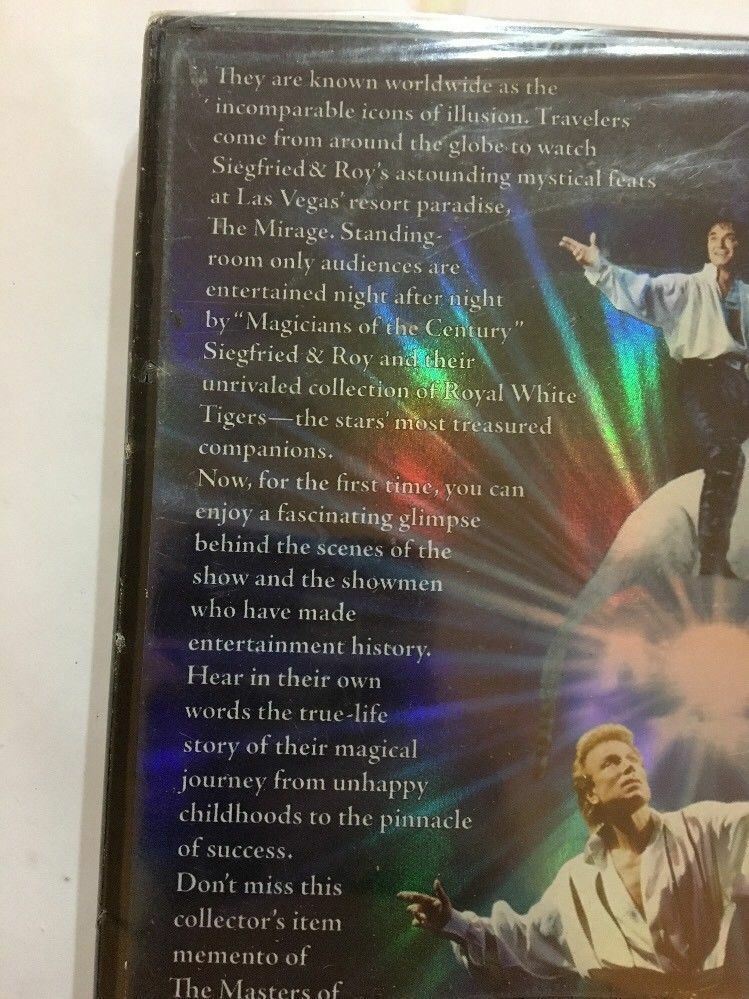 They are known worldwide as the
incomparable icons of illusion. Travelers
come from around the globe to watch
Siegfried & Roy's astounding mystical feats
at Las Vegas' resort paradise,
The Mirage. Standing-
room only audiences are
entertained night after night
by "Magicians of the Century"
Siegfried & Roy and their
unrivaled collection of Royal White
Tigers—the stars' most treasured
companions.
Now, for the first time, you can
enjoy a fascinating glimpse
behind the scenes of the
show and the showmen
who have made
entertainment history.
Hear in their own
words the true-life
story of their magical
journey from unhappy
childhoods to the pinnacle
of success.
Don't miss this
collector's item
memento of
The Masters of